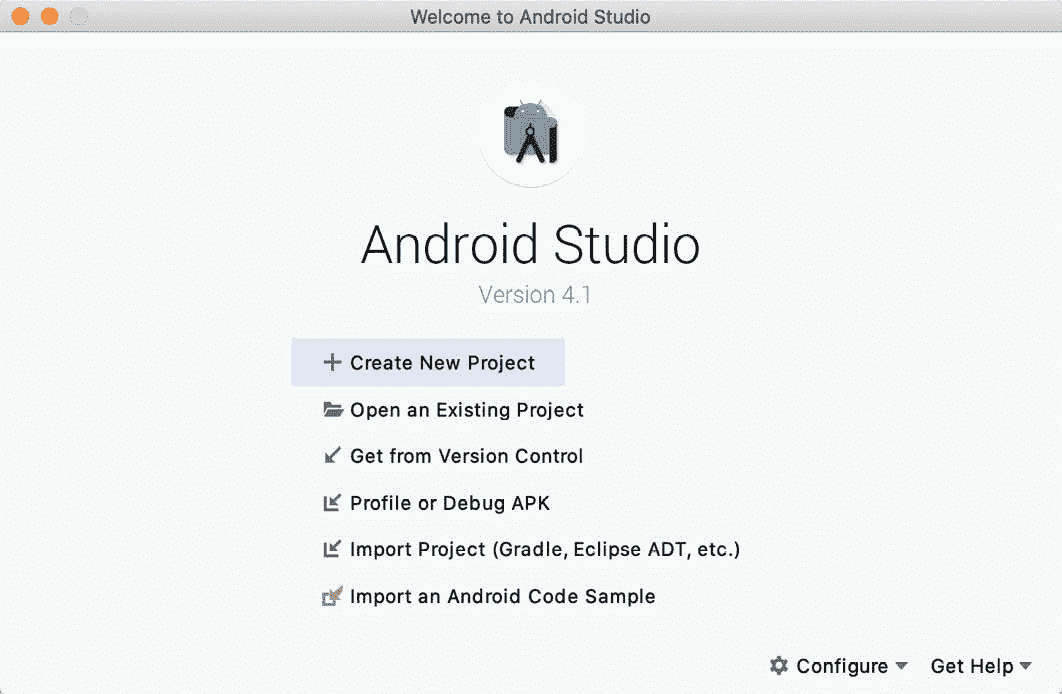 Welcome to Android Studio
Android Studio
Version 4.1
Create New Project
Open an Existing Project
Get from Version Control
Profile or Debug APK
Import Project (Gradle, Eclipse ADT, etc.)
Import an Android Code Sample
Configure Get Help